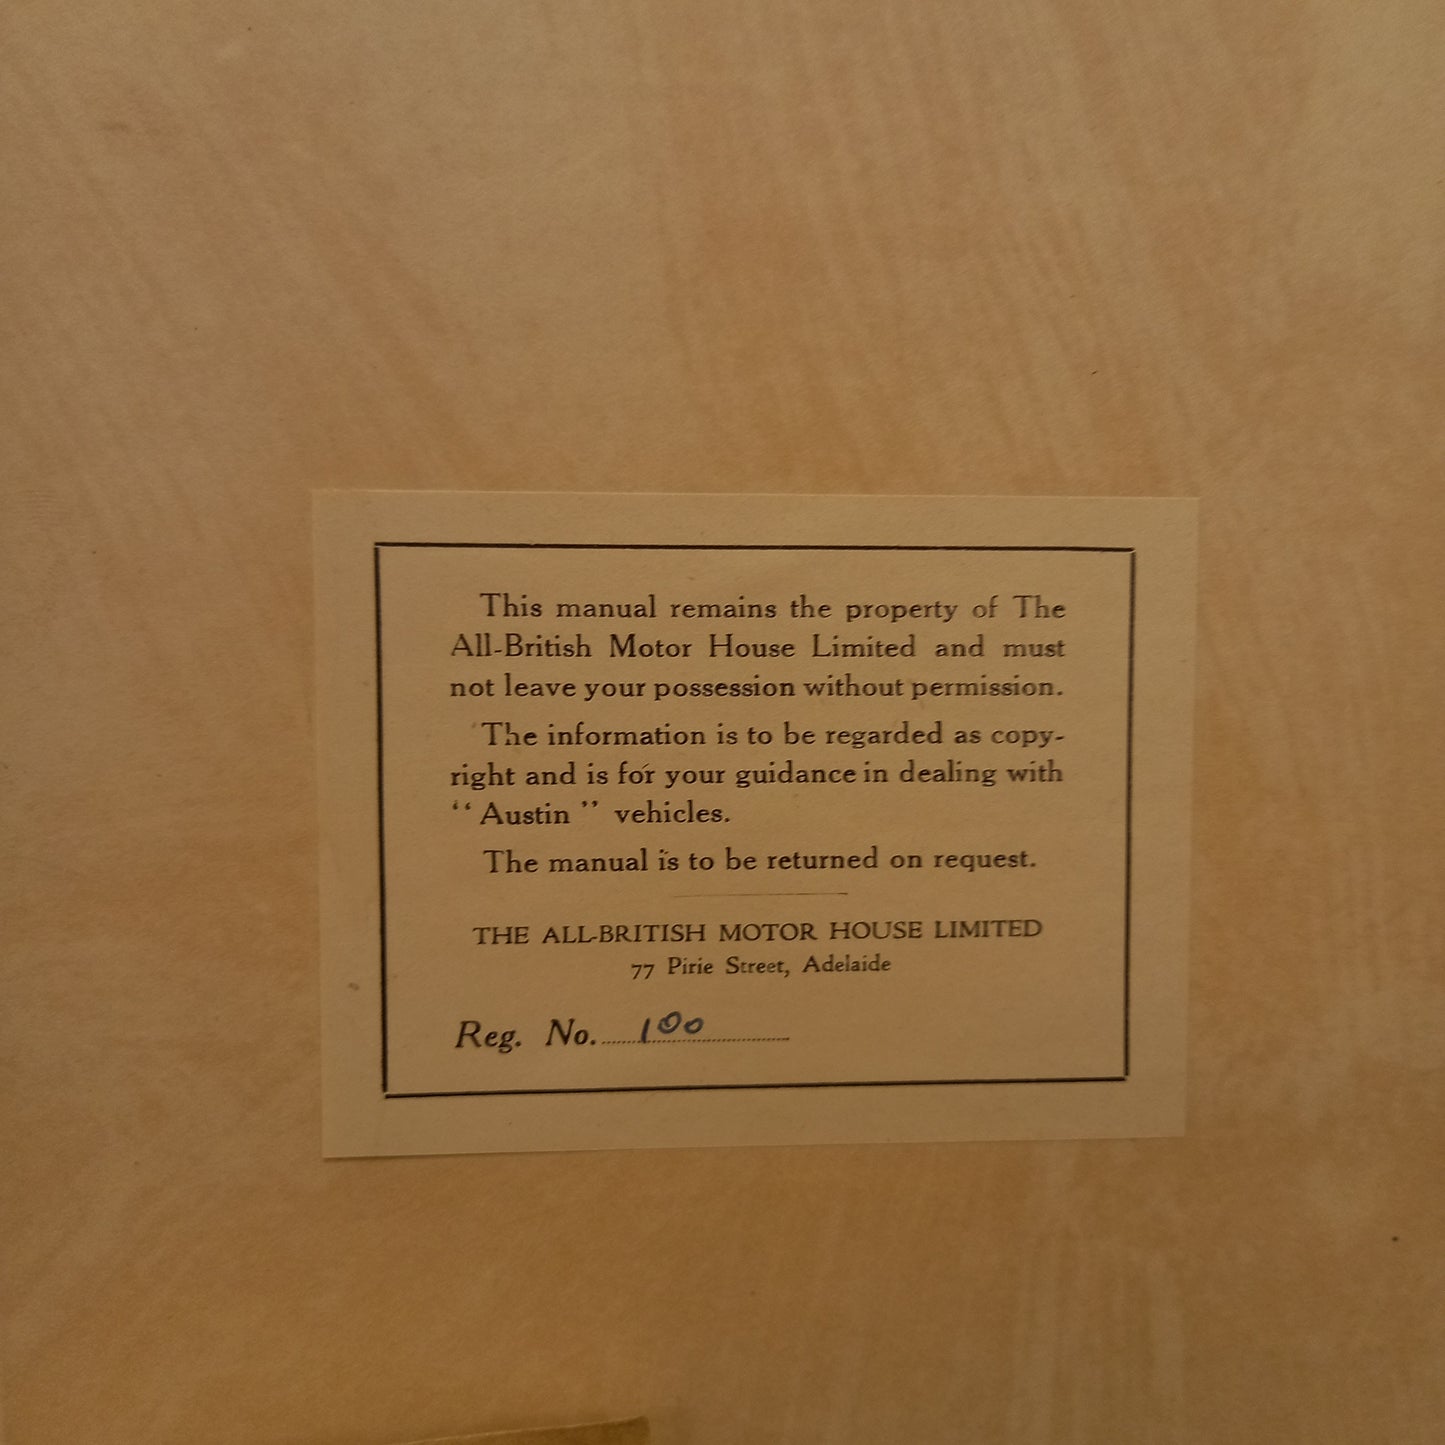 This manual remains the property of The
All-British Motor House Limited and must
not leave your possession without permission.
The information is to be regarded as copy-
right and is for your guidance in dealing with
“Austin” vehicles.
The manual is to be returned on request.
THE ALL-BRITISH MOTOR HOUSE LIMITED
77 Pirie Street, Adelaide
Reg. No. 100